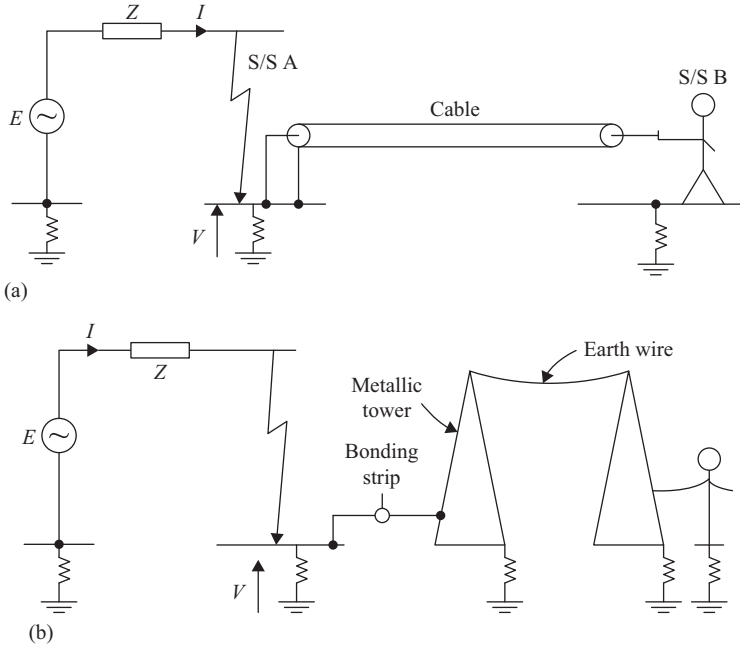 Z
I
S/S A
S/S B
E
Cable
V
(a)
I
Z
Earth wire
Metallic
tower
E
Bonding
strip
V
(b)